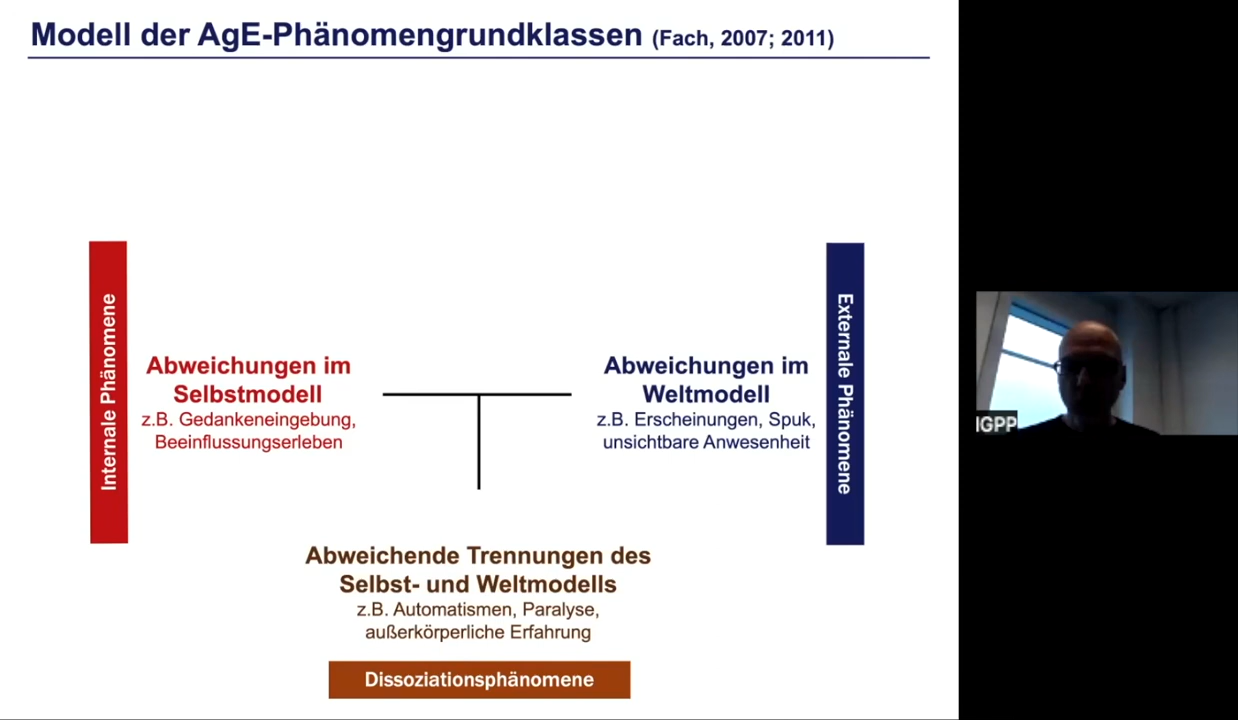 Modell der AgE-Phänomengrundklassen (Fach, 2007; 2011)
Internale Phänomene
Abweichungen im
Selbstmodell
z.B. Gedankeneingebung,
Beeinflussungserleben
Abweichungen im
Weltmodell
z.B. Erscheinungen, Spuk,
unsichtbare Anwesenheit
Externale Phänomene
Abweichende Trennungen des
Selbst- und Weltmodells
z.B. Automatismen, Paralyse,
außerkörperliche Erfahrung
Dissoziationsphänomene
IGPP